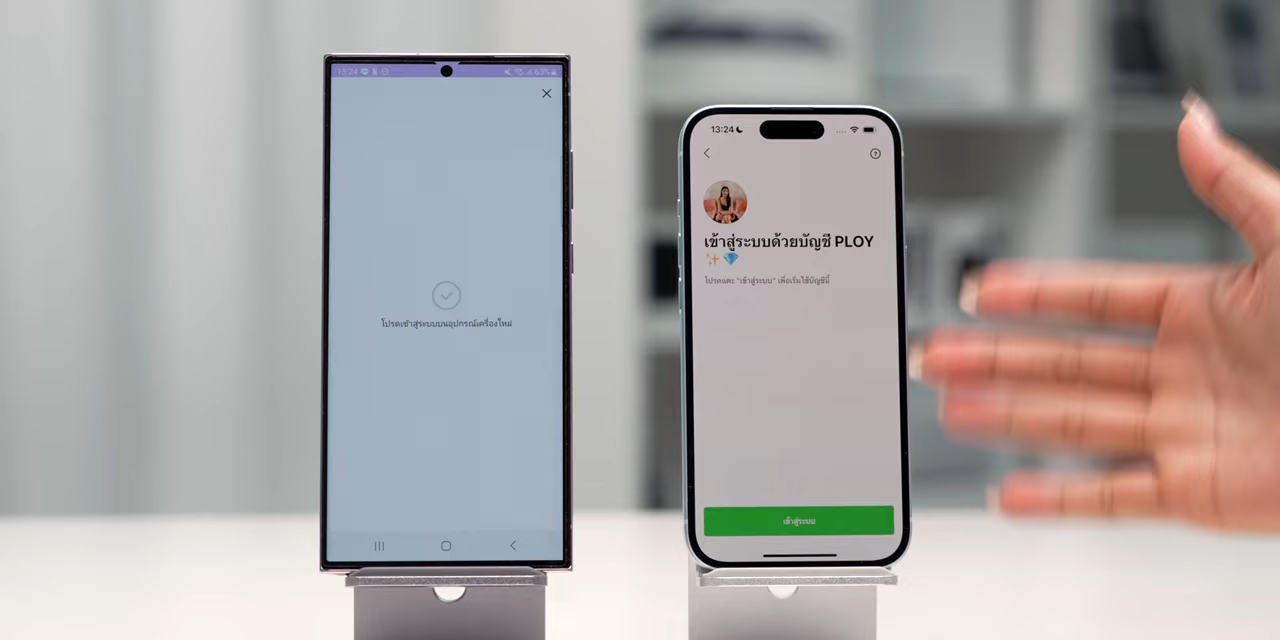 13:24
63%
โปรดเข้าสู่ระบบบนอุปกรณ์เครื่องใหม่
13:24
เข้าสู่ระบบด้วยบัญชี PLOY
✨💎
โปรดแตะ "เข้าสู่ระบบ" เพื่อเริ่มใช้บัญชีนี้
เข้าสู่ระบบ